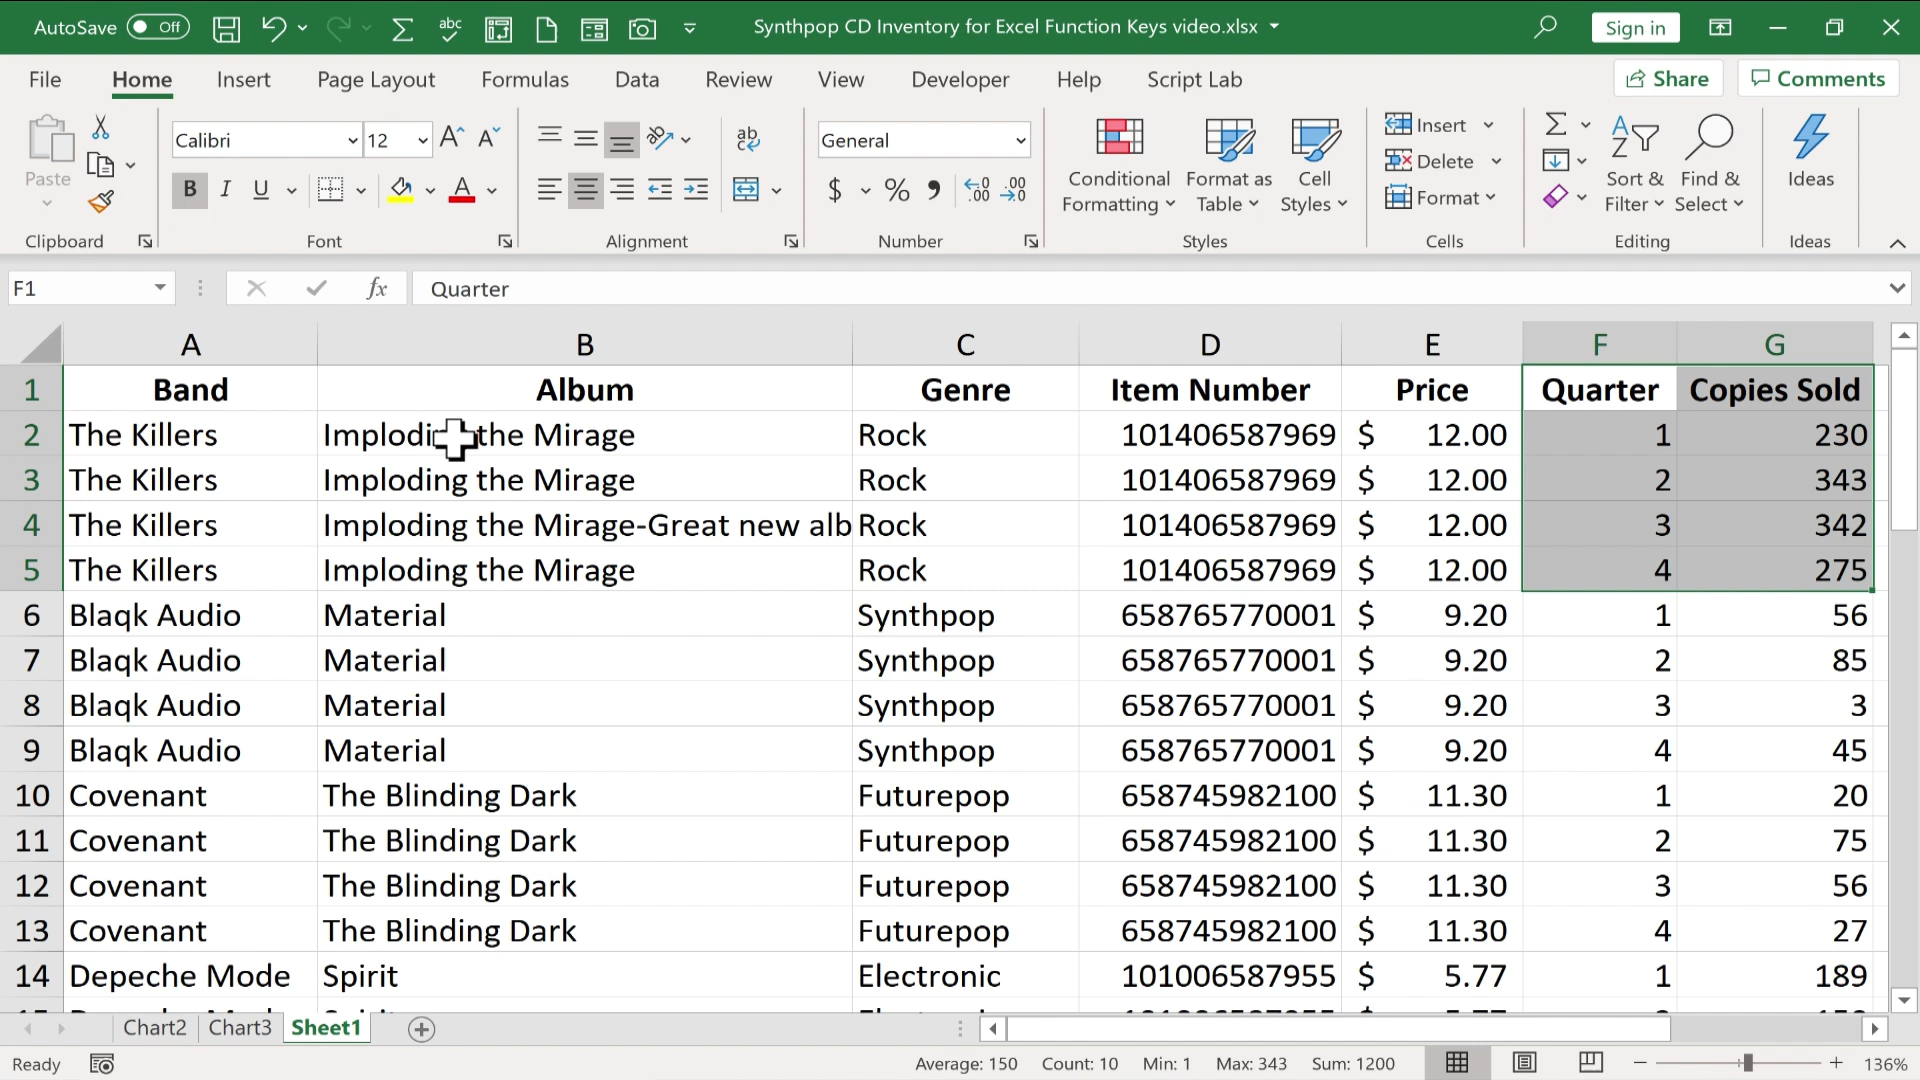 AutoSave Off Synthpop CD Inventory for Excel Function Keys video.xlsx Sign in
File Home Insert Page Layout Formulas Data Review View Developer Help Script Lab Share Comments
Paste Calibri 12 General Conditional Formatting Format as Table Cell Styles Insert Delete Format Sort & Filter Find & Select Ideas
Clipboard Font Alignment Number Styles Cells Editing Ideas
F1 fx Quarter
A B C D E F G
1 Band Album Genre Item Number Price Quarter Copies Sold
2 The Killers Imploding the Mirage Rock 101406587969 $ 12.00 1 230
3 The Killers Imploding the Mirage Rock 101406587969 $ 12.00 2 343
4 The Killers Imploding the Mirage-Great new alb Rock 101406587969 $ 12.00 3 342
5 The Killers Imploding the Mirage Rock 101406587969 $ 12.00 4 275
6 Blaqk Audio Material Synthpop 658765770001 $ 9.20 1 56
7 Blaqk Audio Material Synthpop 658765770001 $ 9.20 2 85
8 Blaqk Audio Material Synthpop 658765770001 $ 9.20 3 3
9 Blaqk Audio Material Synthpop 658765770001 $ 9.20 4 45
10 Covenant The Blinding Dark Futurepop 658745982100 $ 11.30 1 20
11 Covenant The Blinding Dark Futurepop 658745982100 $ 11.30 2 75
12 Covenant The Blinding Dark Futurepop 658745982100 $ 11.30 3 56
13 Covenant The Blinding Dark Futurepop 658745982100 $ 11.30 4 27
14 Depeche Mode Spirit Electronic 101006587955 $ 5.77 1 189
Chart2 Chart3 Sheet1
Ready Average: 150 Count: 10 Min: 1 Max: 343 Sum: 1200 136%